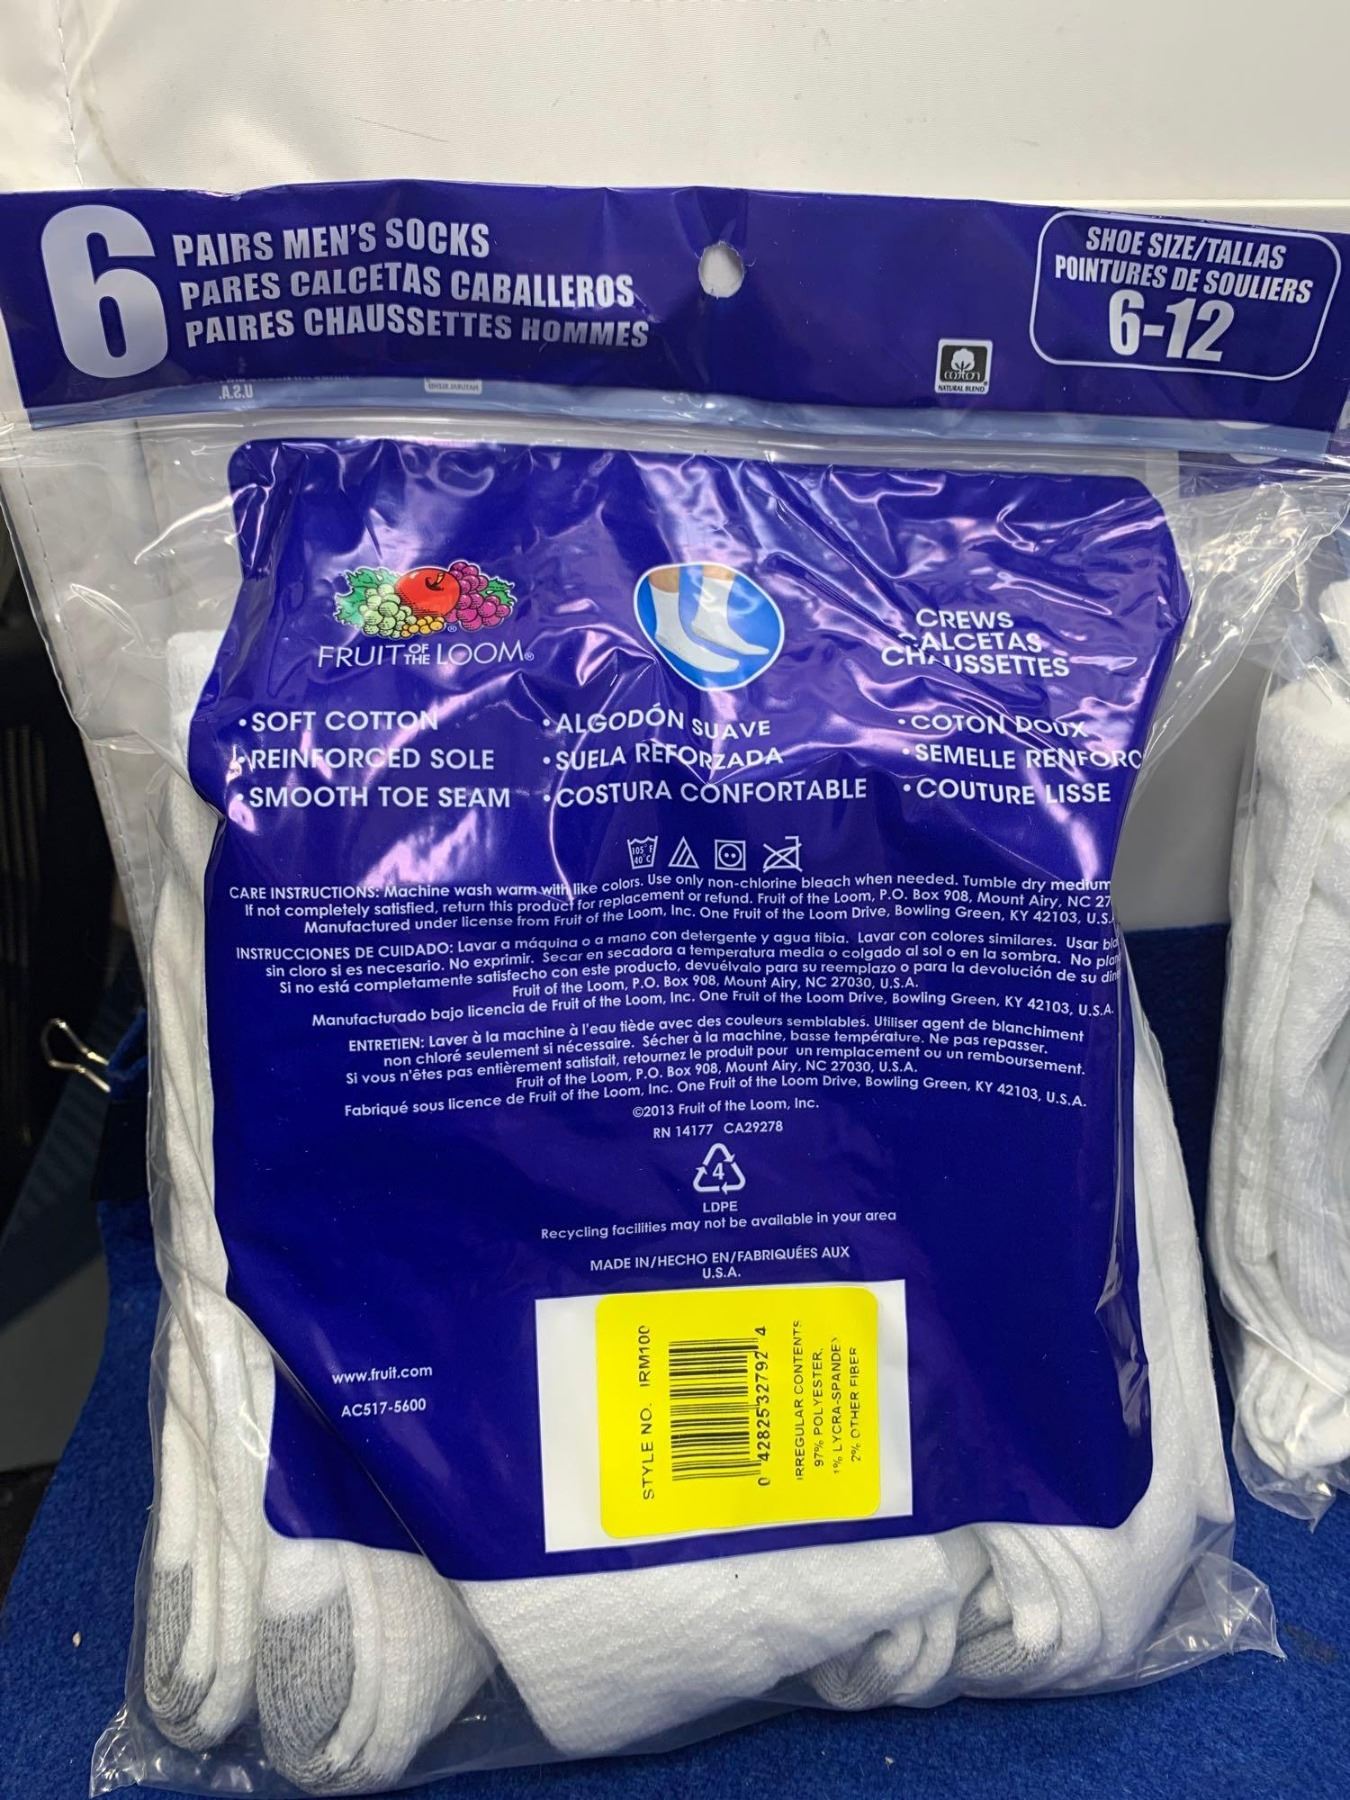 6
PAIRS MEN'S SOCKS
PARES CALCETAS CABALLEROS
PAIRES CHAUSSETTES HOMMES
SHOE SIZE/TALLAS
POINTURES DE SOULIERS
6-12
cotton
NATURAL BLEND
U.S.A.
FRUIT OF THE LOOM®
CREWS
CALCETAS
CHAUSSETTES
• SOFT COTTON
• REINFORCED SOLE
• SMOOTH TOE SEAM
• ALGODÓN SUAVE
• SUELA REFORZADA
• COSTURA CONFORTABLE
• COTON DOUX
• SEMELLE RENFORC
• COUTURE LISSE
105°F
40°C
CARE INSTRUCTIONS: Machine wash warm with like colors. Use only non-chlorine bleach when needed. Tumble dry medium
If not completely satisfied, return this product for replacement or refund. Fruit of the Loom, P.O. Box 908, Mount Airy, NC 27
Manufactured under license from Fruit of the Loom, Inc. One Fruit of the Loom Drive, Bowling Green, KY 42103, U.S.
INSTRUCCIONES DE CUIDADO: Lavar a máquina o a mano con detergente y agua tibia. Lavar con colores similares. Usar
sin cloro si es necesario. No exprimir. Secar en secadora a temperatura media o colgado al sol o en la sombra. No
Si no está completamente satisfecho con este producto, devuélvalo para su reemplazo o para la devolución de su
Fruit of the Loom, P.O. Box 908, Mount Airy, NC 27030, U.S.A.
Manufacturado bajo licencia de Fruit of the Loom, Inc. One Fruit of the Loom Drive, Bowling Green, KY 42103, U.S.A.
ENTRETIEN: Laver à la machine à l'eau tiède avec des couleurs semblables. Utiliser agent de blanchiment
non chloré seulement si nécessaire. Sécher à la machine, basse température. Ne pas repasser.
Si vous n'êtes pas entièrement satisfait, retournez le produit pour un remplacement ou un remboursement.
Fruit of the Loom, P.O. Box 908, Mount Airy, NC 27030, U.S.A.
Fabriqué sous licence de Fruit of the Loom, Inc. One Fruit of the Loom Drive, Bowling Green, KY 42103, U.S.A.
©2013 Fruit of the Loom, Inc.
RN 14177 CA29278
4
LDPE
Recycling facilities may not be available in your area
MADE IN/HECHO EN/FABRIQUÉES AUX
U.S.A.
www.fruit.com
AC517-5600
STYLE NO. IRM100
0 42825 32792 4
IRREGULAR CONTENTS
97% POLYESTER,
1% LYCRA-SPANDEX
2% OTHER FIBER